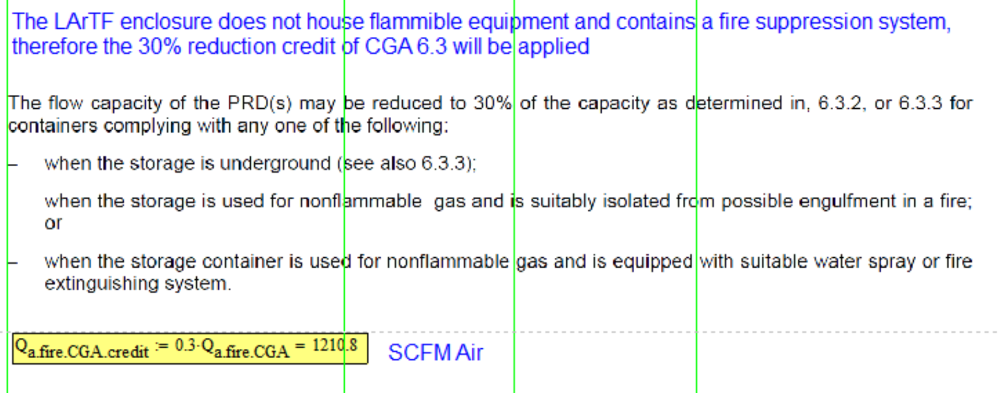 The LArTF enclosure does not house flammible equipment and contains a fire suppression system,
therefore the 30% reduction credit of CGA 6.3 will be applied
The flow capacity of the PRD(s) may be reduced to 30% of the capacity as determined in, 6.3.2, or 6.3.3 for
containers complying with any one of the following:
– when the storage is underground (see also 6.3.3);
when the storage is used for nonflammable gas and is suitably isolated from possible engulfment in a fire;
or
– when the storage container is used for nonflammable gas and is equipped with suitable water spray or fire
extinguishing system.
Qa.fire.CGA.credit := 0.3·Qa.fire.CGA = 1210.8 SCFM Air